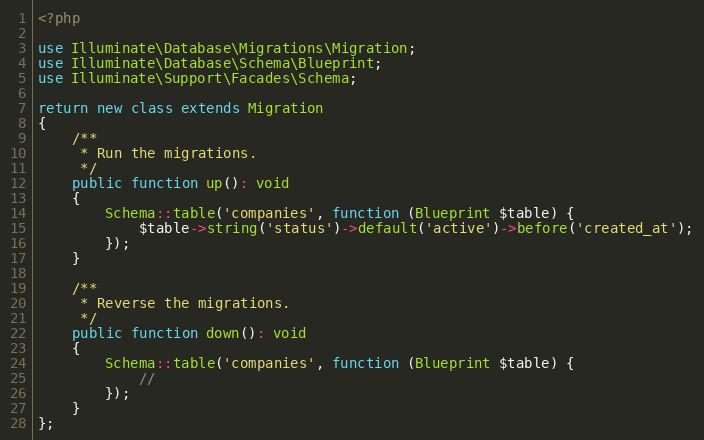 1 <?php
2
3 use Illuminate\Database\Migrations\Migration;
4 use Illuminate\Database\Schema\Blueprint;
5 use Illuminate\Support\Facades\Schema;
6
7 return new class extends Migration
8 {
9     /**
10      * Run the migrations.
11      */
12     public function up(): void
13     {
14         Schema::table('companies', function (Blueprint $table) {
15             $table->string('status')->default('active')->before('created_at');
16         });
17     }
18
19     /**
20      * Reverse the migrations.
21      */
22     public function down(): void
23     {
24         Schema::table('companies', function (Blueprint $table) {
25             //
26         });
27     }
28 };